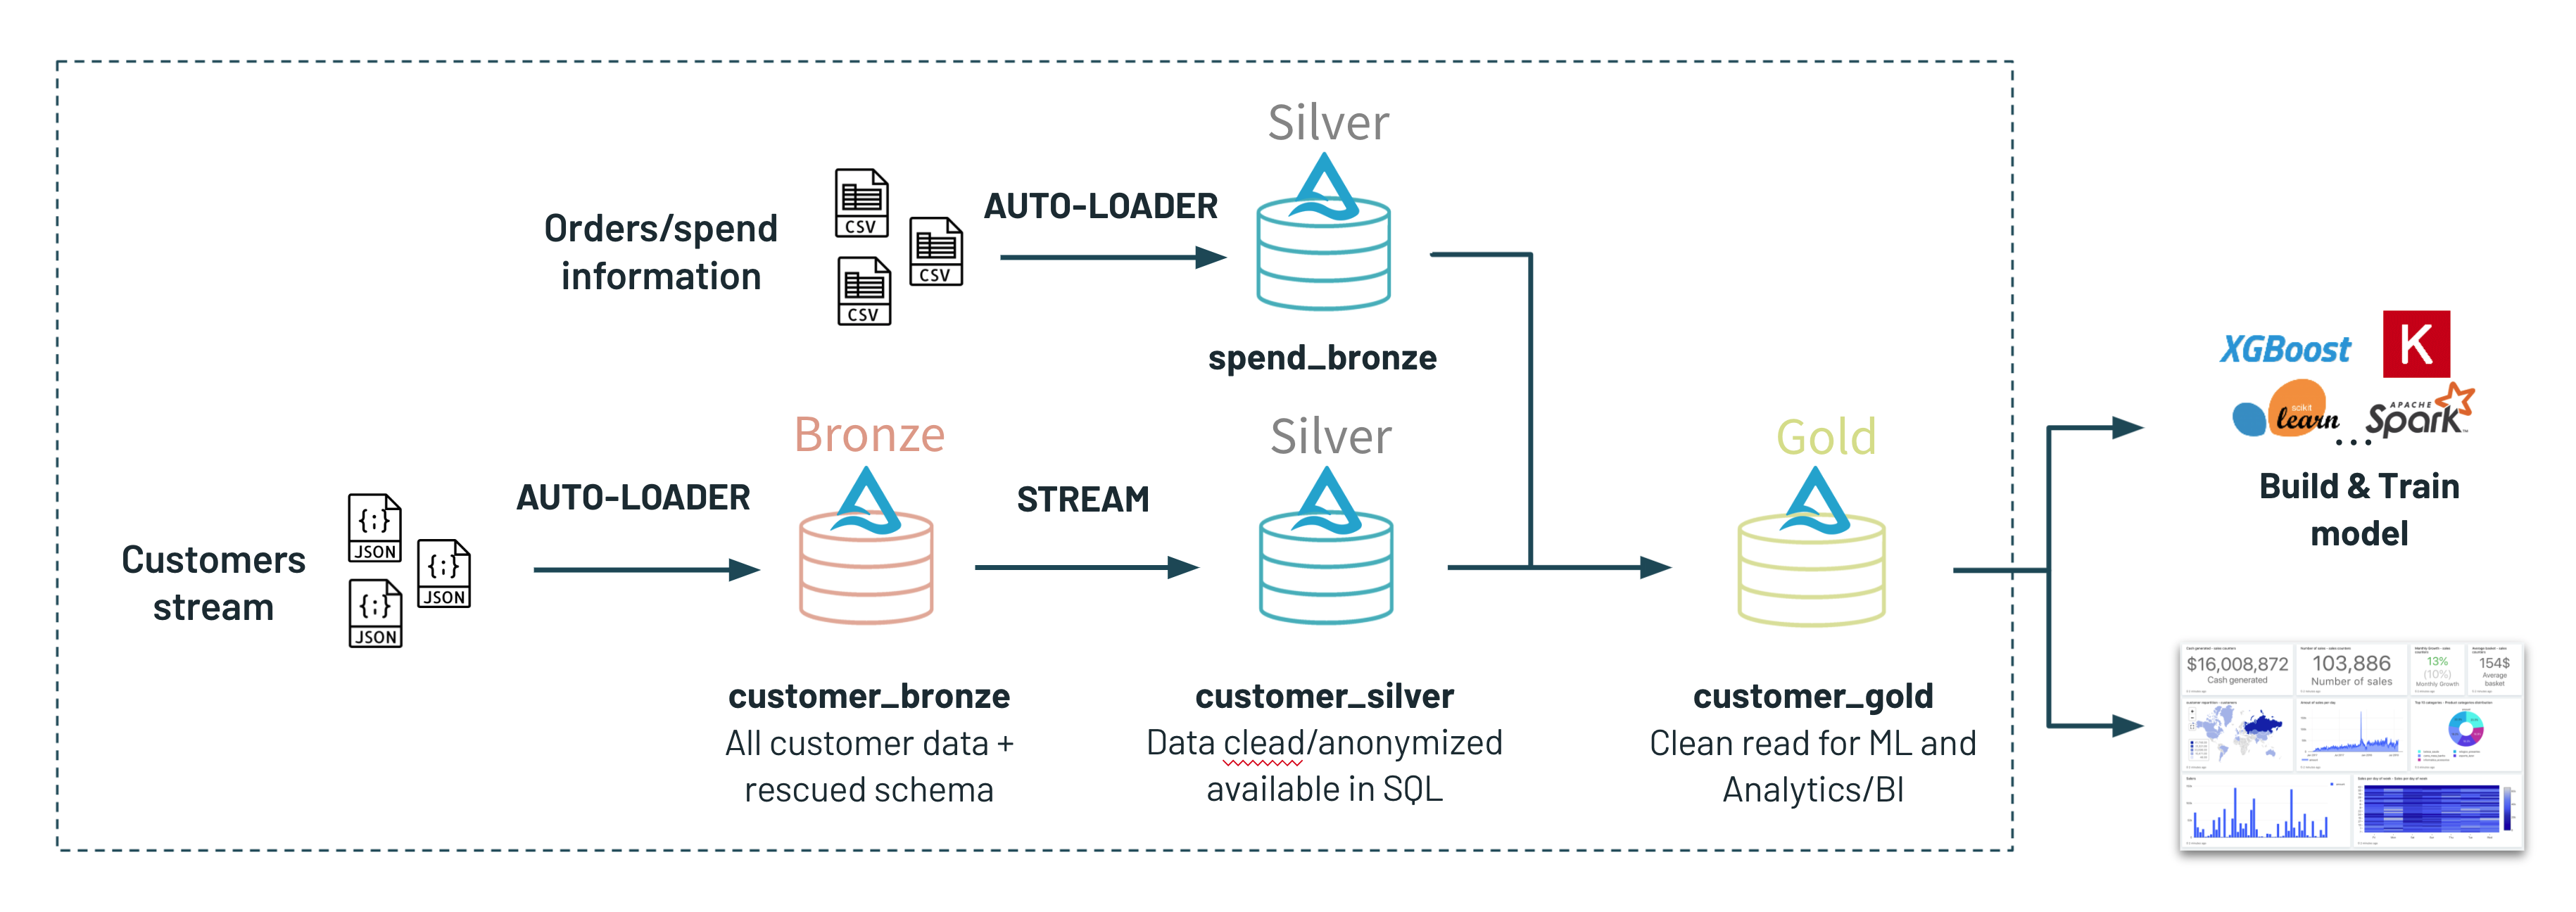 Silver
Orders/spend
information
CSV
CSV
CSV
AUTO-LOADER
spend_bronze
Customers
stream
{;}
JSON
{;}
JSON
{;}
JSON
AUTO-LOADER
Bronze
customer_bronze
All customer data +
rescued schema
STREAM
Silver
customer_silver
Data clead/anonymized
available in SQL
Gold
customer_gold
Clean read for ML and
Analytics/BI
XGBoost
K
scikit
learn
APACHE
Spark
...
Build & Train
model
$16,008,872
Cash generated
103,886
Number of sales
13%
(10%)
Monthly Growth
154$
Average
basket